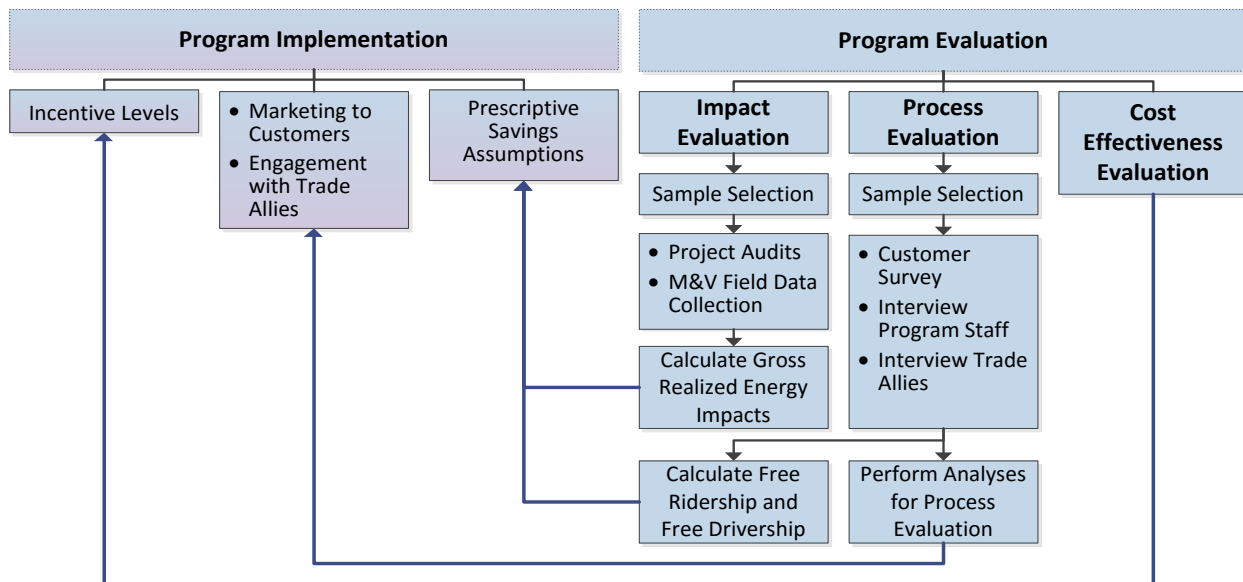 Program Implementation
Incentive Levels
• Marketing to
Customers
• Engagement
with Trade
Allies
Prescriptive
Savings
Assumptions
Program Evaluation
Impact
Evaluation
Sample Selection
• Project Audits
• M&V Field Data
Collection
Calculate Gross
Realized Energy
Impacts
Calculate Free
Ridership and
Free Drivership
Process
Evaluation
Sample Selection
• Customer
Survey
• Interview
Program Staff
• Interview Trade
Allies
Perform Analyses
for Process
Evaluation
Cost
Effectiveness
Evaluation